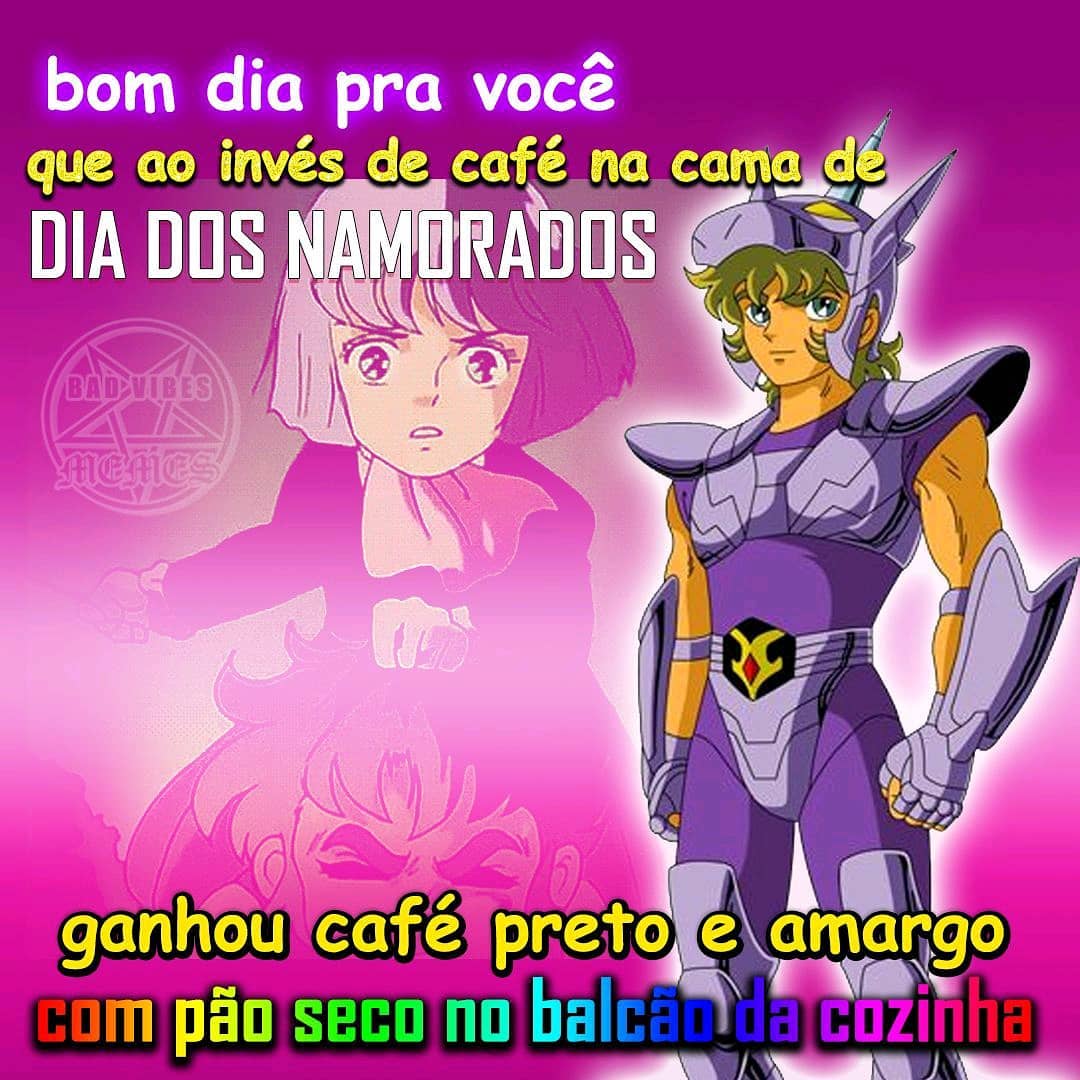 bom dia pra você
que ao invés de café na cama de
DIA DOS NAMORADOS
BAD VIBES
MEMES
ganhou café preto e amargo
com pão seco no balcão da cozinha